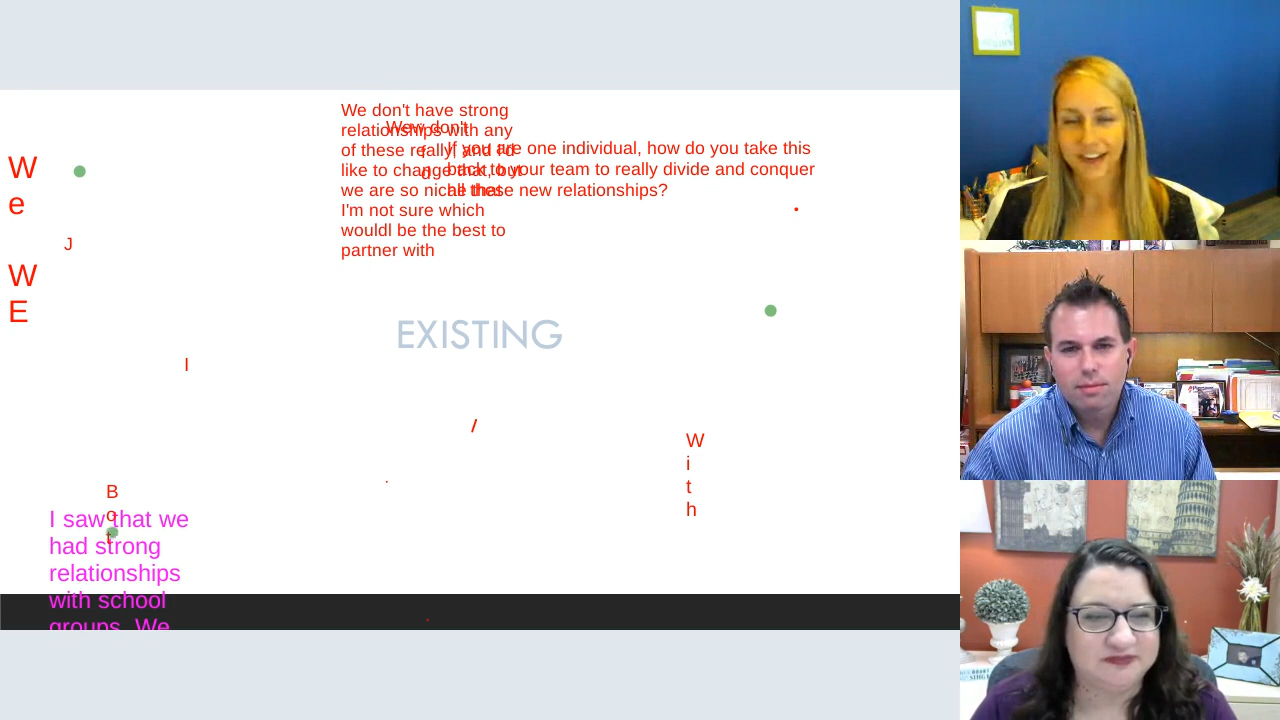 We don't have strong
relationships with any
of these really, and I'd
like to change that, but
we are so niche that
I'm not sure which
wouldl be the best to
partner with
If you are one individual, how do you take this
back to your team to really divide and conquer
all these new relationships?
W
e
W
E
J
I
EXISTING
/
W
i
t
h
B
o
t
I saw that we
had strong
relationships
with school
groups. We